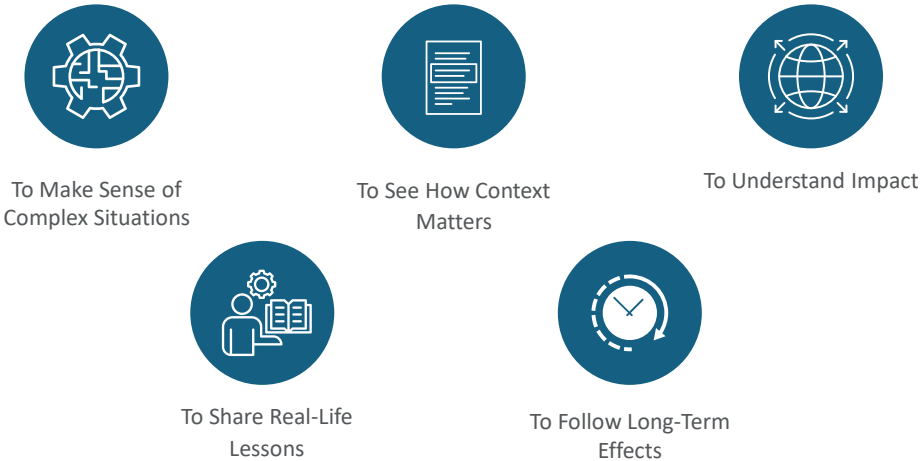 To Make Sense of
Complex Situations
To See How Context
Matters
To Understand Impact
To Share Real-Life
Lessons
To Follow Long-Term
Effects